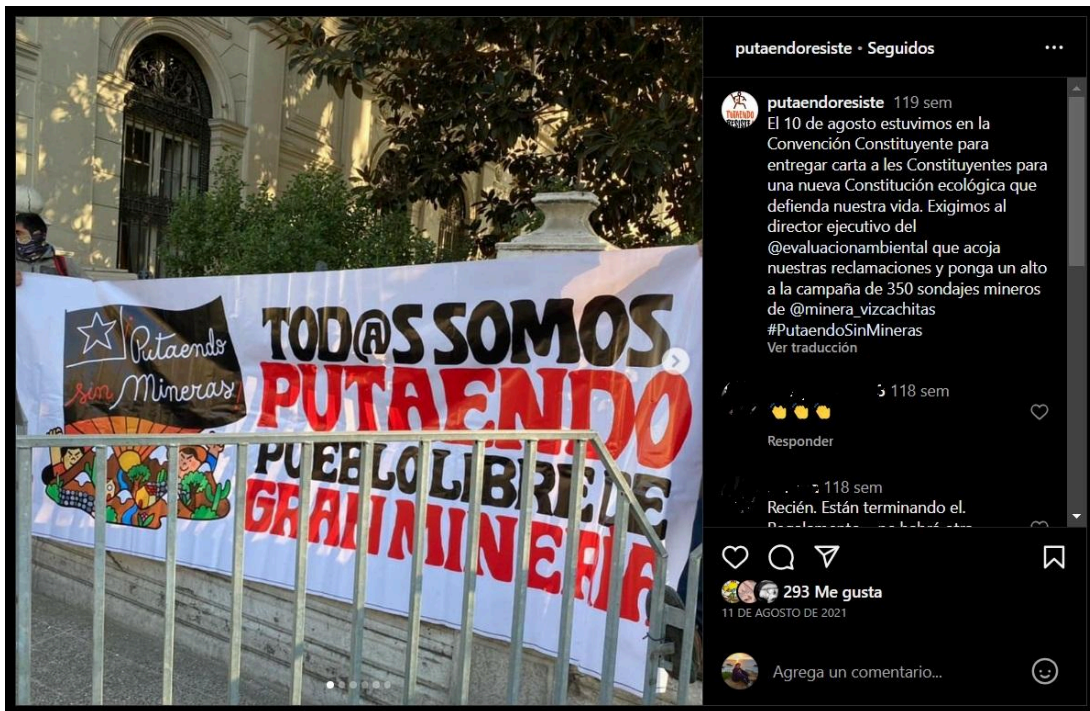 Putaendo
sin Mineras
TOD@S SOMOS
PUTAENDO
PUEBLO LIBRE DE
GRAN MINERIA
putaendoresiste • Seguidos
putaendoresiste 119 sem
El 10 de agosto estuvimos en la
Convención Constituyente para
entregar carta a les Constituyentes para
una nueva Constitución ecológica que
defienda nuestra vida. Exigimos al
director ejecutivo del
@evaluacionambiental que acoja
nuestras reclamaciones y ponga un alto
a la campaña de 350 sondajes mineros
de @minera_vizcachitas
#PutaendoSinMineras
Ver traducción
118 sem
👏👏👏
Responder
118 sem
Recién. Están terminando el.
293 Me gusta
11 DE AGOSTO DE 2021
Agrega un comentario...